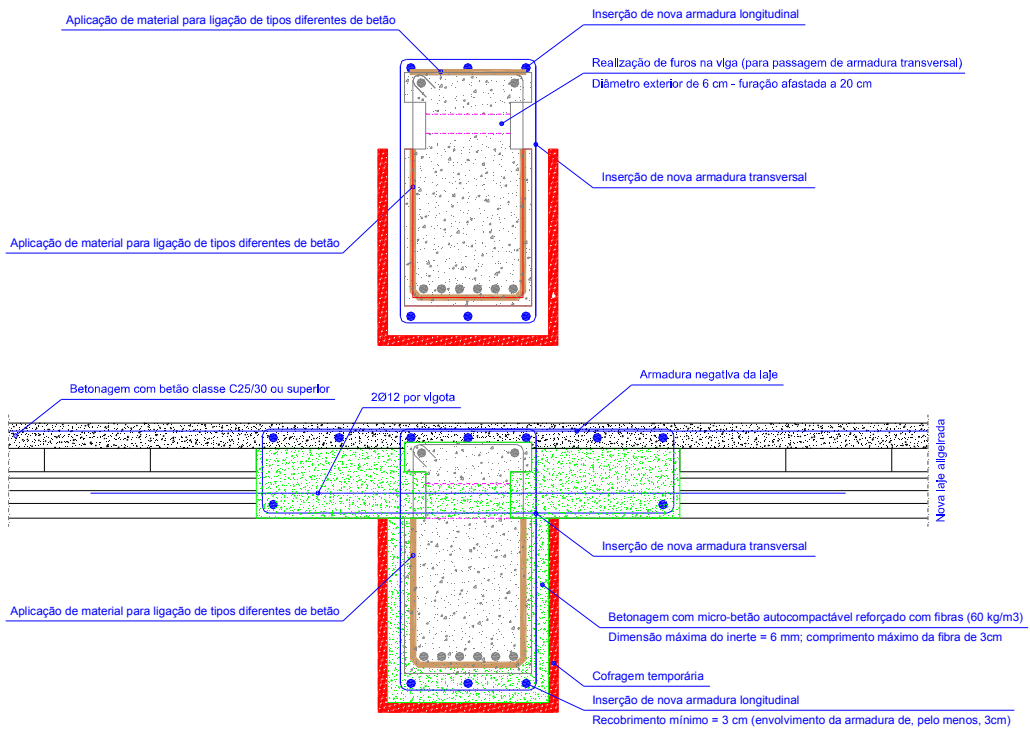 Aplicação de material para ligação de tipos diferentes de betão
Inserção de nova armadura longitudinal
Realização de furos na viga (para passagem de armadura transversal)
Diâmetro exterior de 6 cm - furação afastada a 20 cm
Inserção de nova armadura transversal
Aplicação de material para ligação de tipos diferentes de betão
Betonagem com betão classe C25/30 ou superior
2Ø12 por vigota
Armadura negativa da laje
Nova laje aligeirada
Inserção de nova armadura transversal
Aplicação de material para ligação de tipos diferentes de betão
Betonagem com micro-betão autocompactável reforçado com fibras (60 kg/m3)
Dimensão máxima do inerte = 6 mm; comprimento máximo da fibra de 3cm
Cofragem temporária
Inserção de nova armadura longitudinal
Recobrimento mínimo = 3 cm (envolvimento da armadura de, pelo menos, 3cm)